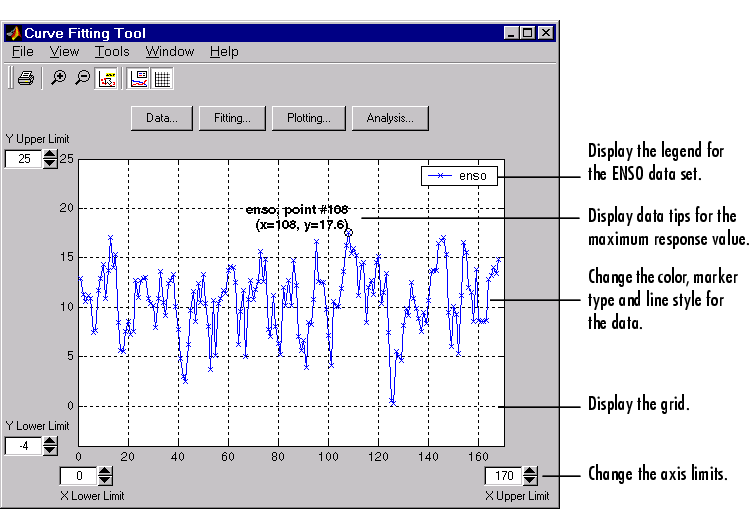 Curve Fitting Tool
File View Tools Window Help
Data... Fitting... Plotting... Analysis...
Y Upper Limit
25
25
20
15
10
5
0
enso
enso, point #108
(x=108, y=17.6)
Display the legend for
the ENSO data set.
Display data tips for the
maximum response value.
Change the color, marker
type and line style for
the data.
Display the grid.
Y Lower Limit
-4
0 20 40 60 80 100 120 140 160
0
170
X Lower Limit
X Upper Limit
Change the axis limits.